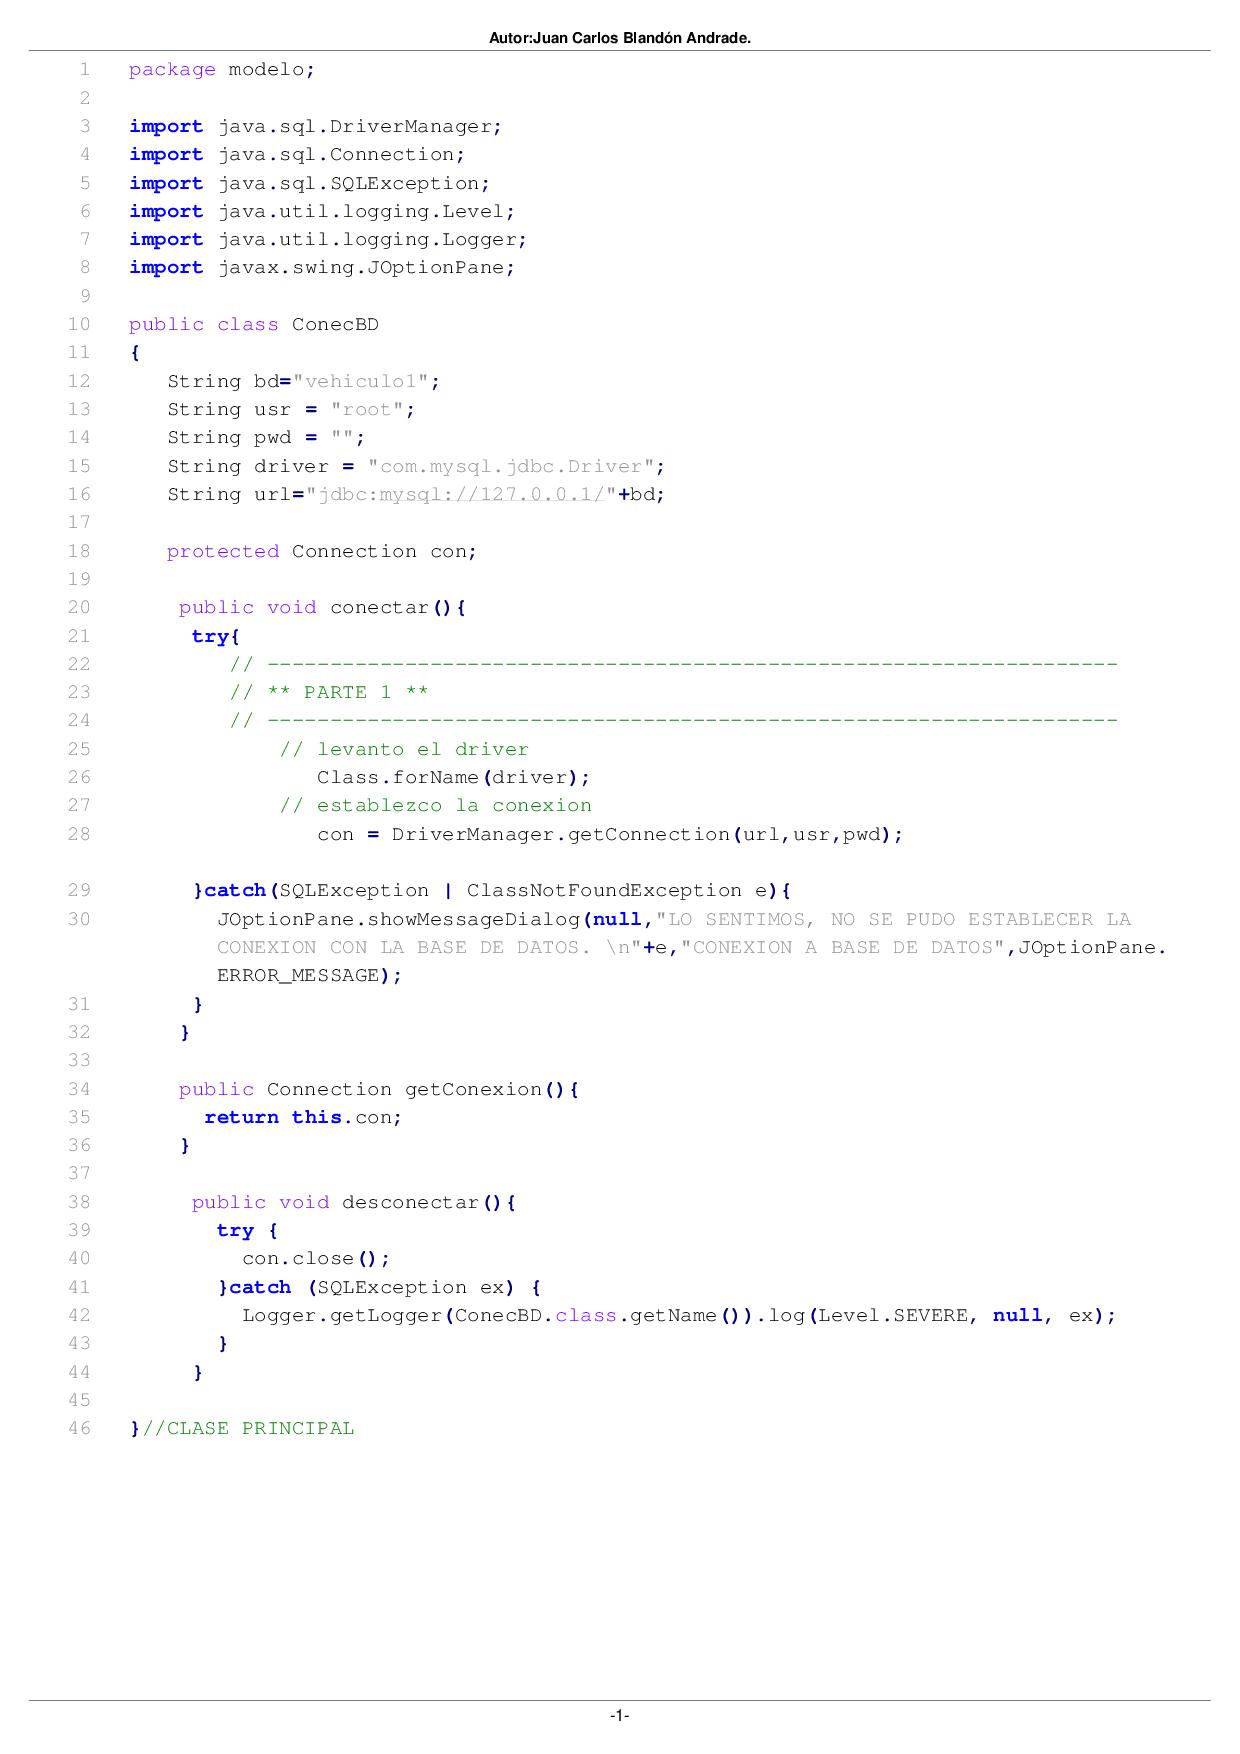 Autor:Juan Carlos Blandón Andrade.
1 package modelo;
2
3 import java.sql.DriverManager;
4 import java.sql.Connection;
5 import java.sql.SQLException;
6 import java.util.logging.Level;
7 import java.util.logging.Logger;
8 import javax.swing.JOptionPane;
9
10 public class ConecBD
11 {
12 String bd="vehiculo1";
13 String usr = "root";
14 String pwd = "";
15 String driver = "com.mysql.jdbc.Driver";
16 String url="jdbc:mysql://127.0.0.1/"+bd;
17
18 protected Connection con;
19
20 public void conectar(){
21 try{
22 // --------------------------------------------------------------------
23 // ** PARTE 1 **
24 // --------------------------------------------------------------------
25 // levanto el driver
26 Class.forName(driver);
27 // establezco la conexion
28 con = DriverManager.getConnection(url,usr,pwd);
29 }catch(SQLException | ClassNotFoundException e){
30 JOptionPane.showMessageDialog(null,"LO SENTIMOS, NO SE PUDO ESTABLECER LA
CONEXION CON LA BASE DE DATOS. \n"+e,"CONEXION A BASE DE DATOS",JOptionPane.
ERROR_MESSAGE);
31 }
32 }
33
34 public Connection getConexion(){
35 return this.con;
36 }
37
38 public void desconectar(){
39 try {
40 con.close();
41 }catch (SQLException ex) {
42 Logger.getLogger(ConecBD.class.getName()).log(Level.SEVERE, null, ex);
43 }
44 }
45
46 }//CLASE PRINCIPAL
-1-